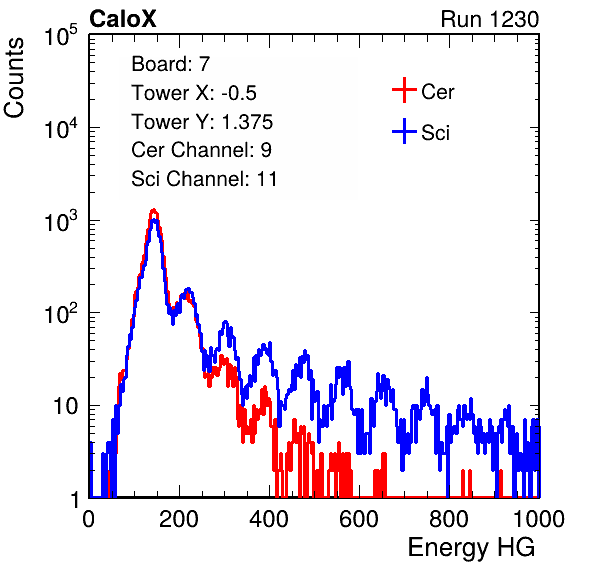 CaloX Run 1230
Counts
Board: 7
Tower X: -0.5
Tower Y: 1.375
Cer Channel: 9
Sci Channel: 11
Cer
Sci
10^5
10^4
10^3
10^2
10
1
0 200 400 600 800 1000
Energy HG